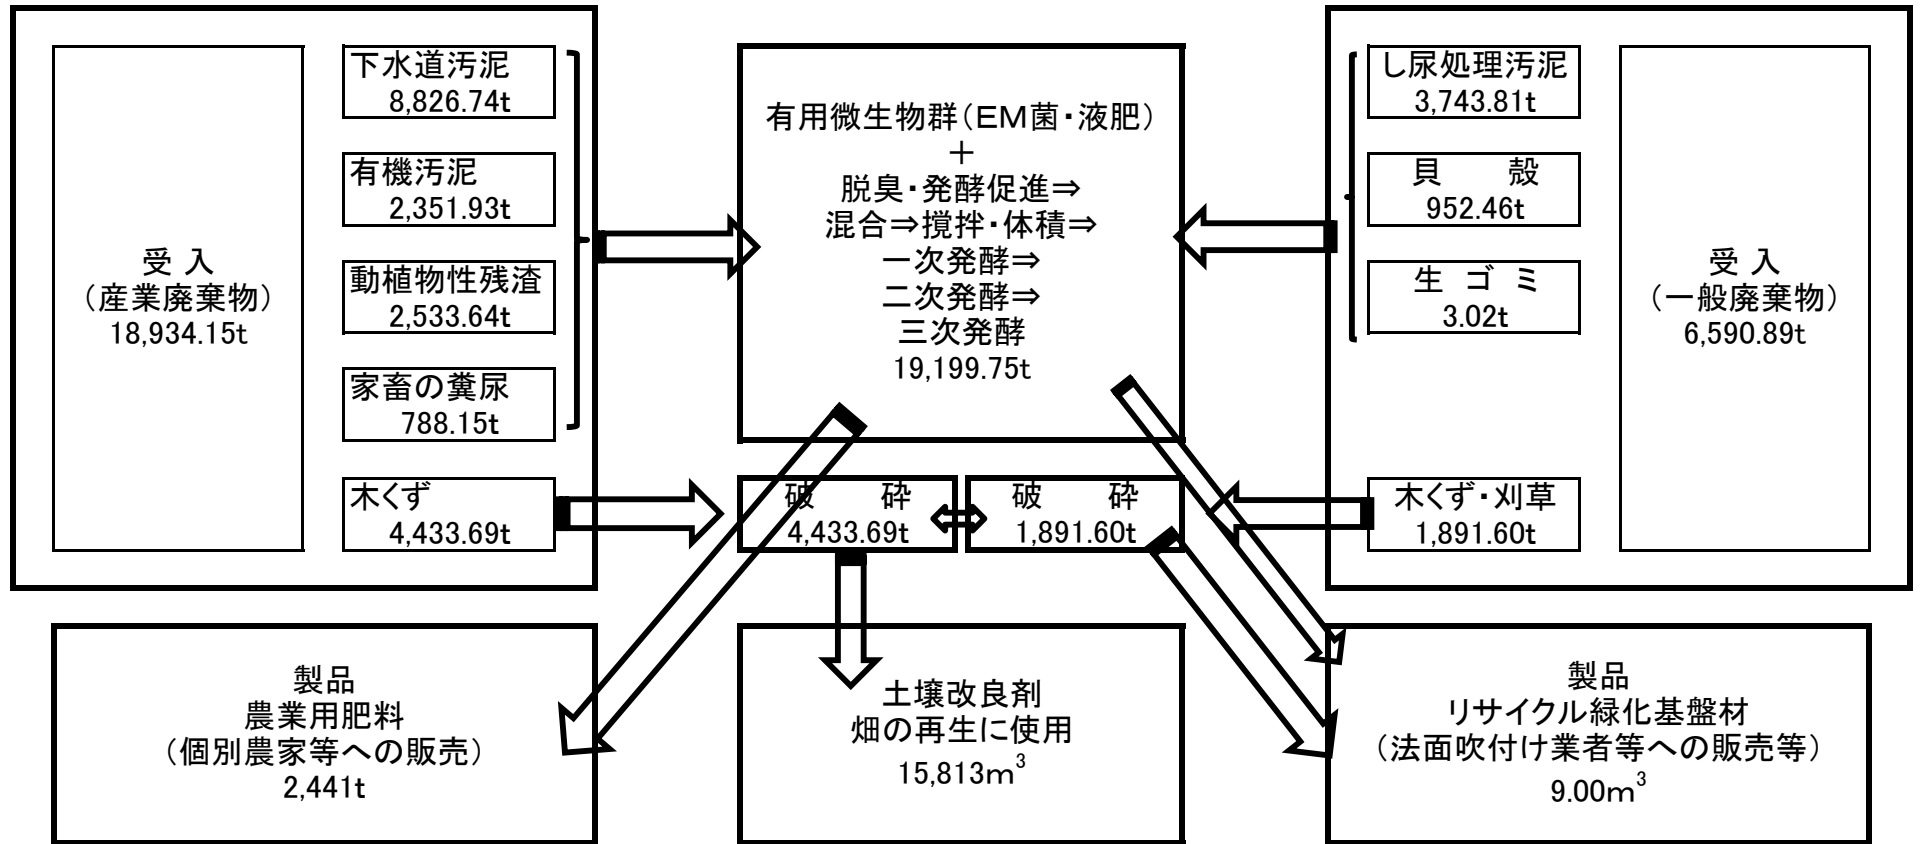 受 入
（産業廃棄物）
18,934.15t
下水道汚泥
8,826.74t
有機汚泥
2,351.93t
動植物性残渣
2,533.64t
家畜の糞尿
788.15t
木くず
4,433.69t
有用微生物群（EM菌・液肥）
＋
脱臭・発酵促進⇒
混合⇒撹拌・体積⇒
一次発酵⇒
二次発酵⇒
三次発酵
19,199.75t
破　　砕
4,433.69t
破　　砕
1,891.60t
し尿処理汚泥
3,743.81t
貝　　殻
952.46t
生 ゴ ミ
3.02t
木くず・刈草
1,891.60t
受 入
（一般廃棄物）
6,590.89t
製品
農業用肥料
（個別農家等への販売）
2,441t
土壌改良剤
畑の再生に使用
15,813m³
製品
リサイクル緑化基盤材
（法面吹付け業者等への販売等）
9.00m³